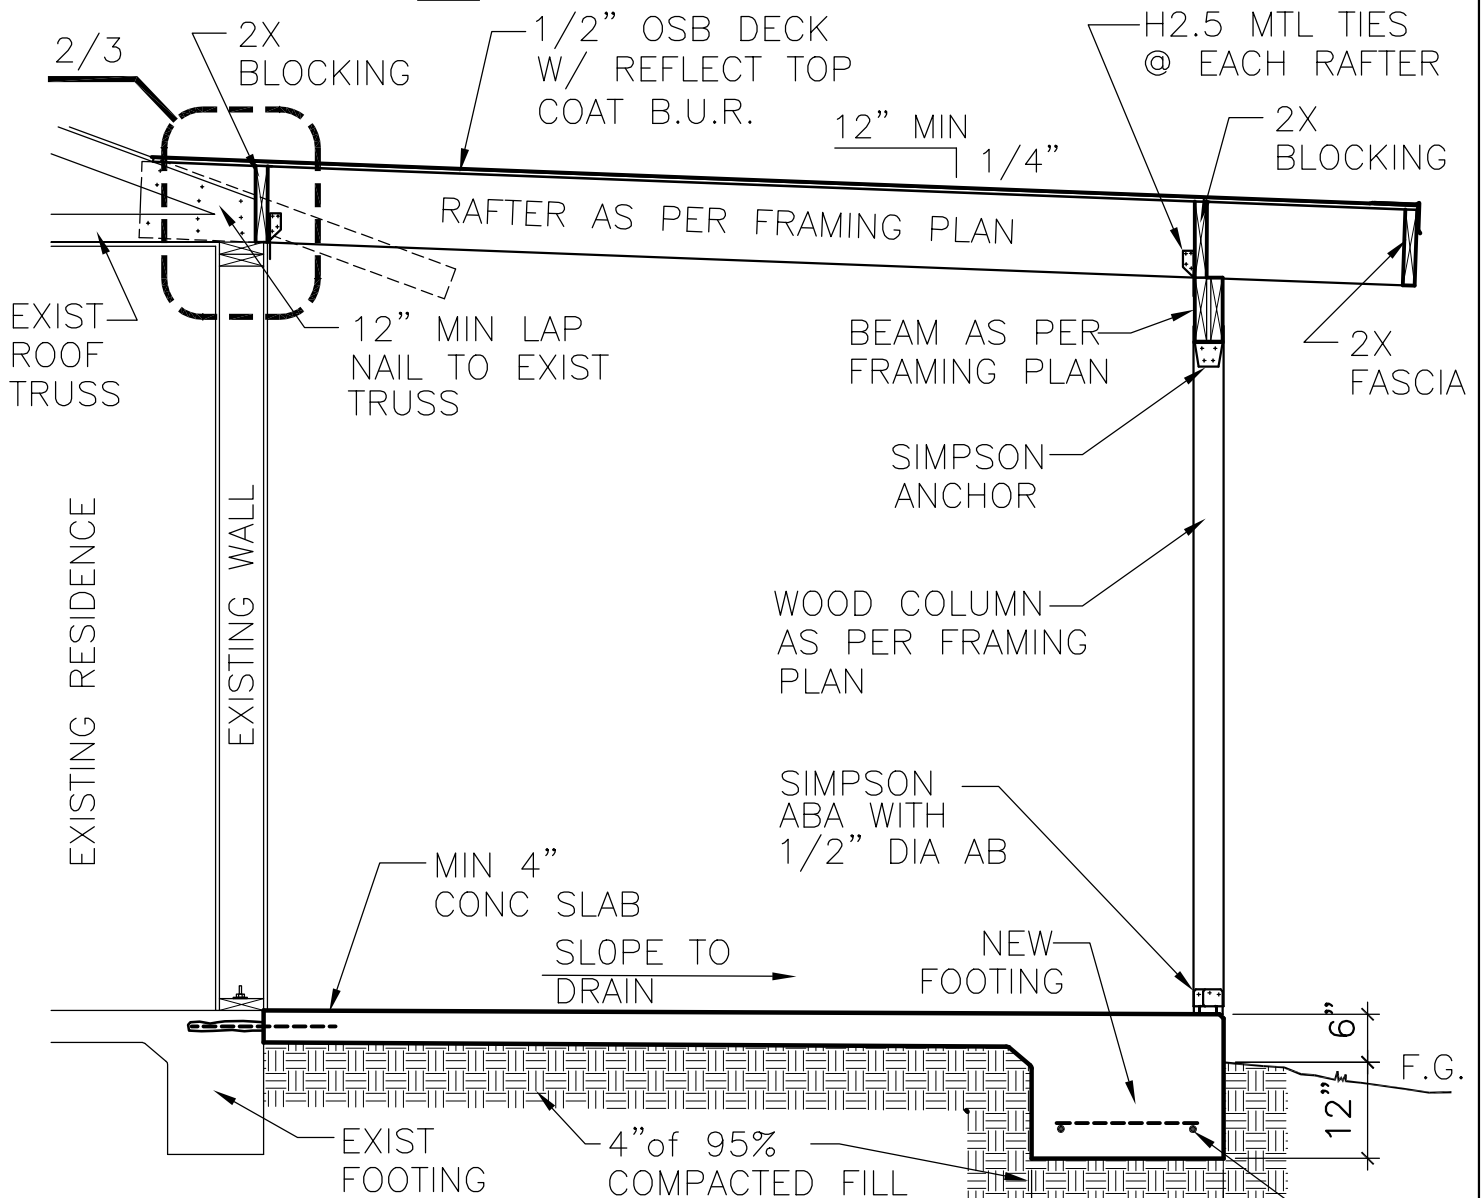 2/3
2X
BLOCKING
1/2” OSB DECK
W/ REFLECT TOP
COAT B.U.R.
H2.5 MTL TIES
@ EACH RAFTER
12” MIN
1/4”
2X
BLOCKING
RAFTER AS PER FRAMING PLAN
EXIST
ROOF
TRUSS
12” MIN LAP
NAIL TO EXIST
TRUSS
BEAM AS PER
FRAMING PLAN
2X
FASCIA
SIMPSON
ANCHOR
EXISTING RESIDENCE
EXISTING WALL
WOOD COLUMN
AS PER FRAMING
PLAN
SIMPSON
ABA WITH
1/2” DIA AB
MIN 4”
CONC SLAB
SLOPE TO
DRAIN
NEW
FOOTING
6”
F.G.
12”
EXIST
FOOTING
4”of 95%
COMPACTED FILL